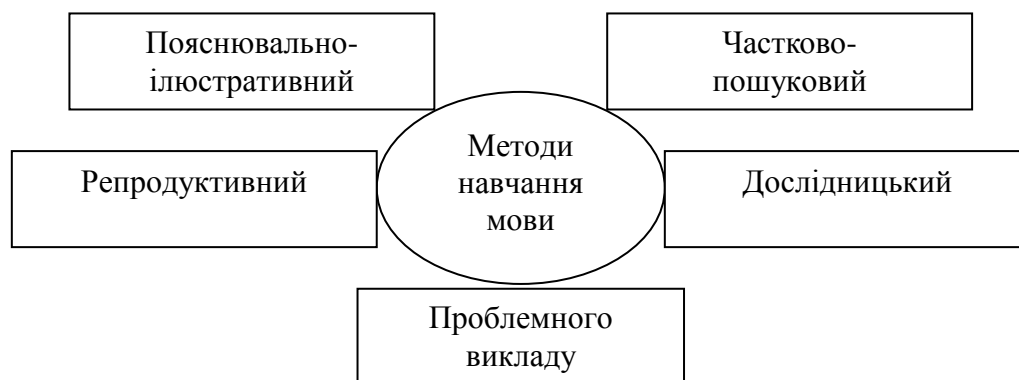 Пояснювально-
ілюстративний
Частково-
пошуковий
Методи
навчання
мови
Репродуктивний
Дослідницький
Проблемного
викладу